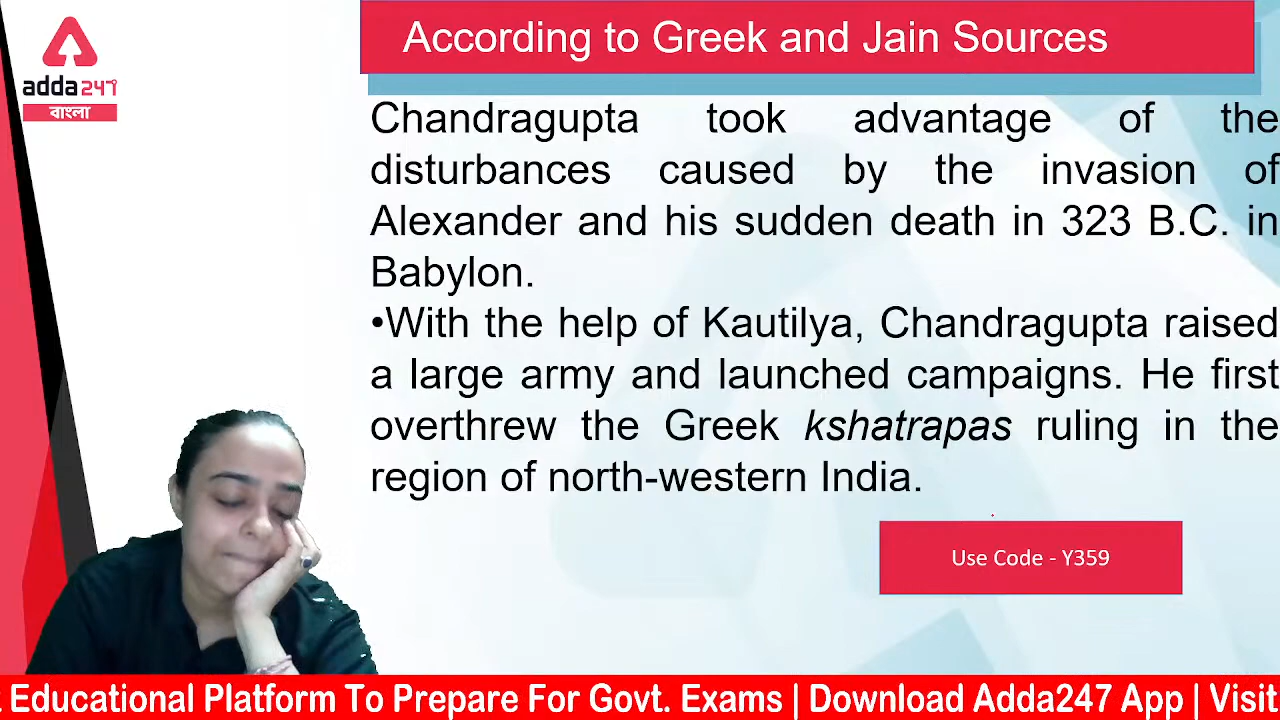 According to Greek and Jain Sources
adda247
বাংলা
Chandragupta took advantage of the
disturbances caused by the invasion of
Alexander and his sudden death in 323 B.C. in
Babylon.
•With the help of Kautilya, Chandragupta raised
a large army and launched campaigns. He first
overthrew the Greek kshatrapas ruling in the
region of north-western India.
Use Code - Y359
Educational Platform To Prepare For Govt. Exams | Download Adda247 App | Visit